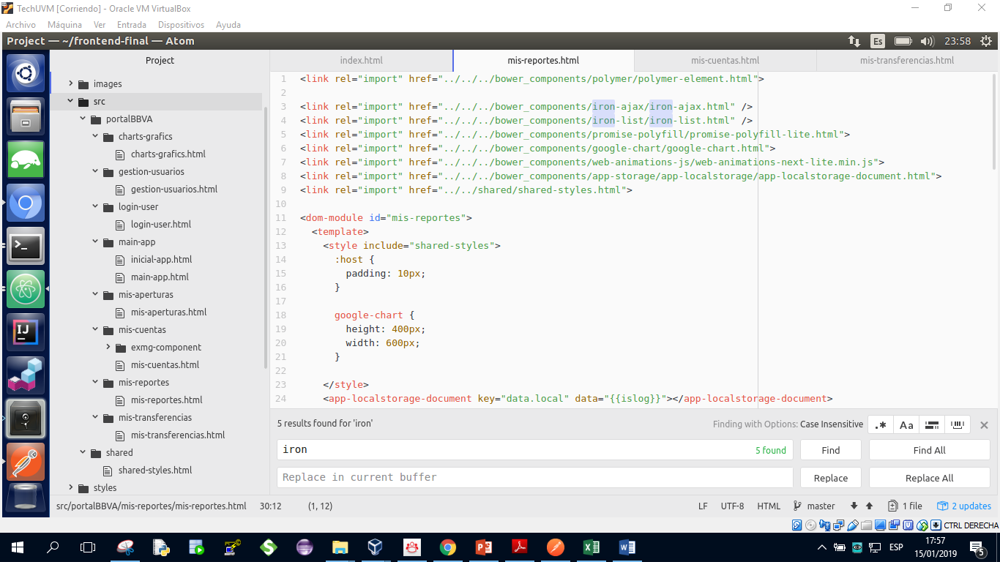 TechUVM [Corriendo] - Oracle VM VirtualBox
Archivo Máquina Ver Entrada Dispositivos Ayuda
Project — ~/frontend-final — Atom
Es
23:58
Project
images
src
portalBBVA
charts-grafics
charts-grafics.html
gestion-usuarios
gestion-usuarios.html
login-user
login-user.html
main-app
inicial-app.html
main-app.html
mis-aperturas
mis-aperturas.html
mis-cuentas
exmg-component
mis-cuentas.html
mis-reportes
mis-reportes.html
mis-transferencias
mis-transferencias.html
shared
shared-styles.html
styles
index.html mis-reportes.html mis-cuentas.html mis-transferencias.html
1 <link rel="import" href="../../../bower_components/polymer/polymer-element.html">
2
3 <link rel="import" href="../../../bower_components/iron-ajax/iron-ajax.html" />
4 <link rel="import" href="../../../bower_components/iron-list/iron-list.html" />
5 <link rel="import" href="../../../bower_components/promise-polyfill/promise-polyfill-lite.html">
6 <link rel="import" href="../../../bower_components/google-chart/google-chart.html">
7 <link rel="import" href="../../../bower_components/web-animations-js/web-animations-next-lite.min.js">
8 <link rel="import" href="../../../bower_components/app-storage/app-localstorage/app-localstorage-document.html">
9 <link rel="import" href="../../shared/shared-styles.html">
10
11 <dom-module id="mis-reportes">
12 <template>
13 <style include="shared-styles">
14 :host {
15 padding: 10px;
16 }
17
18 google-chart {
19 height: 400px;
20 width: 600px;
21 }
22
23 </style>
24 <app-localstorage-document key="data.local" data="{{islog}}"></app-localstorage-document>
5 results found for 'iron'
Finding with Options: Case Insensitive
.* Aa
iron
5 found
Find
Find All
Replace in current buffer
Replace
Replace All
src/portalBBVA/mis-reportes/mis-reportes.html 30:12 (1, 12)
LF UTF-8 HTML master 1 file 2 updates
CTRL DERECHA
ESP
17:57
15/01/2019
5